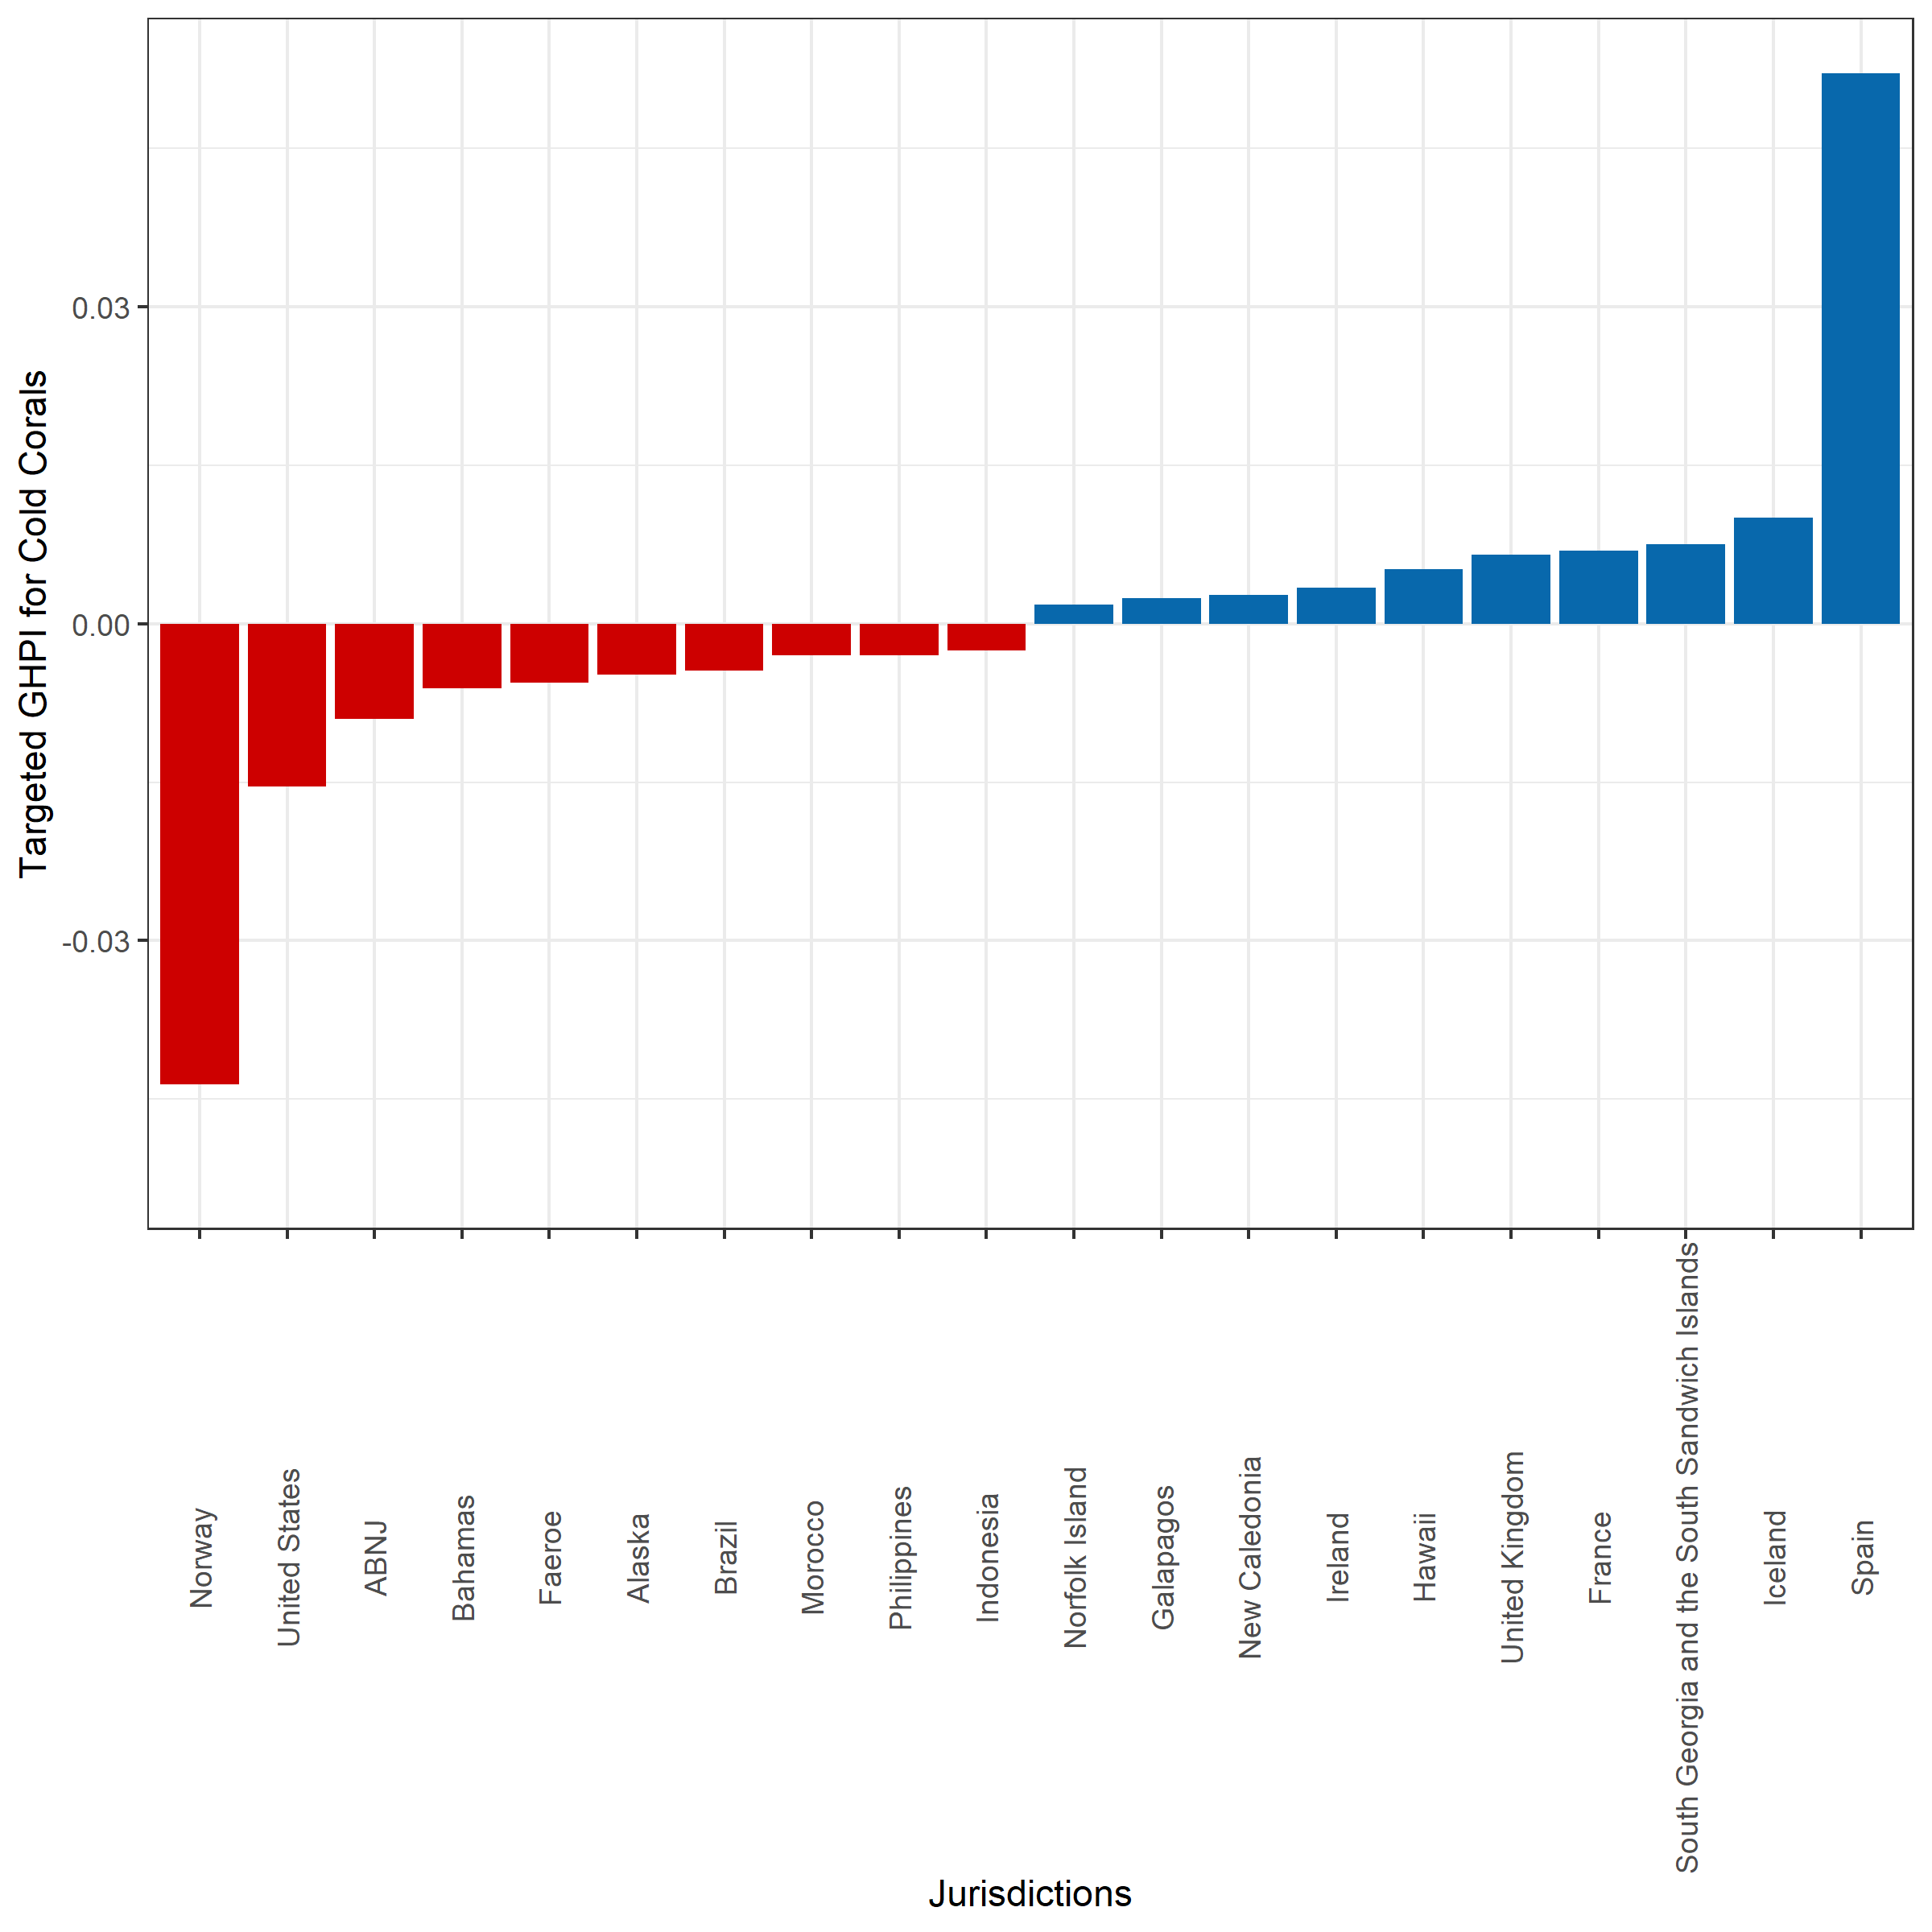 Targeted GHPI for Cold Corals
0.03
0.00
-0.03
Norway
United States
ABNJ
Bahamas
Faeroe
Alaska
Brazil
Morocco
Philippines
Indonesia
Norfolk Island
Galapagos
New Caledonia
Ireland
Hawaii
United Kingdom
France
South Georgia and the South Sandwich Islands
Iceland
Spain
Jurisdictions